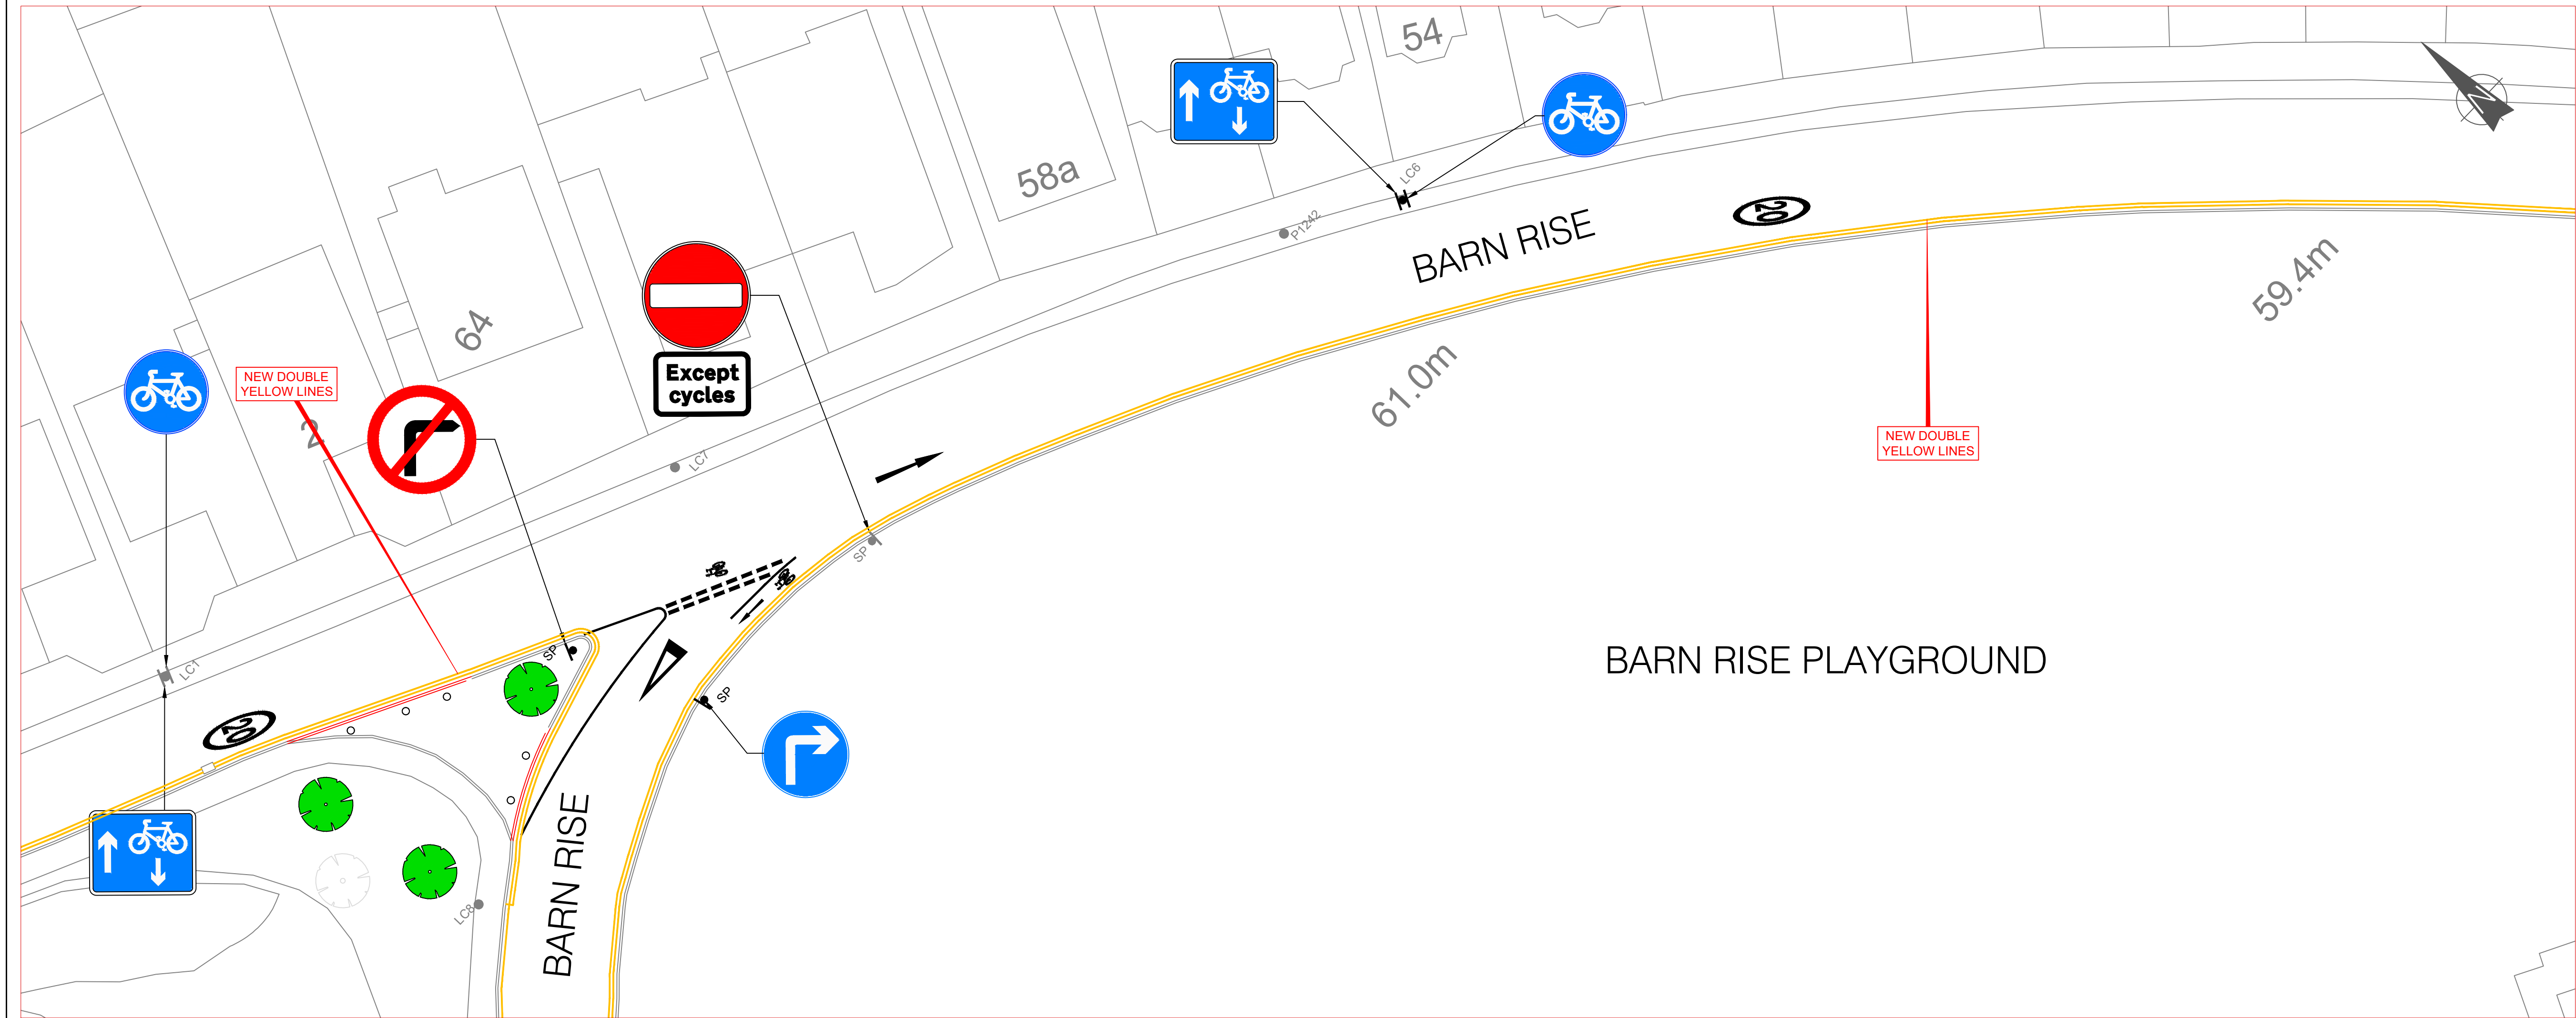 54
58a
LC6
P1242
20
BARN RISE
N
59.4m
64
Except
cycles
NEW DOUBLE
YELLOW LINES
2
61.0m
NEW DOUBLE
YELLOW LINES
LC7
SP
SP
LC1
SP
20
BARN RISE PLAYGROUND
BARN RISE
LC8